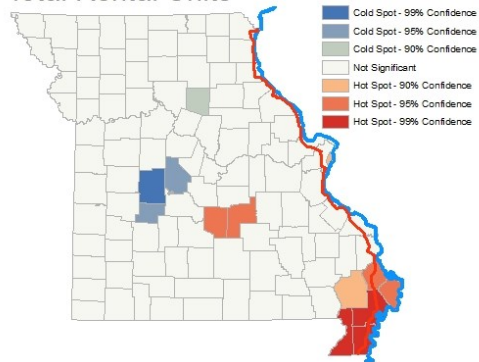 Cold Spot - 99% Confidence
Cold Spot - 95% Confidence
Cold Spot - 90% Confidence
Not Significant
Hot Spot - 90% Confidence
Hot Spot - 95% Confidence
Hot Spot - 99% Confidence